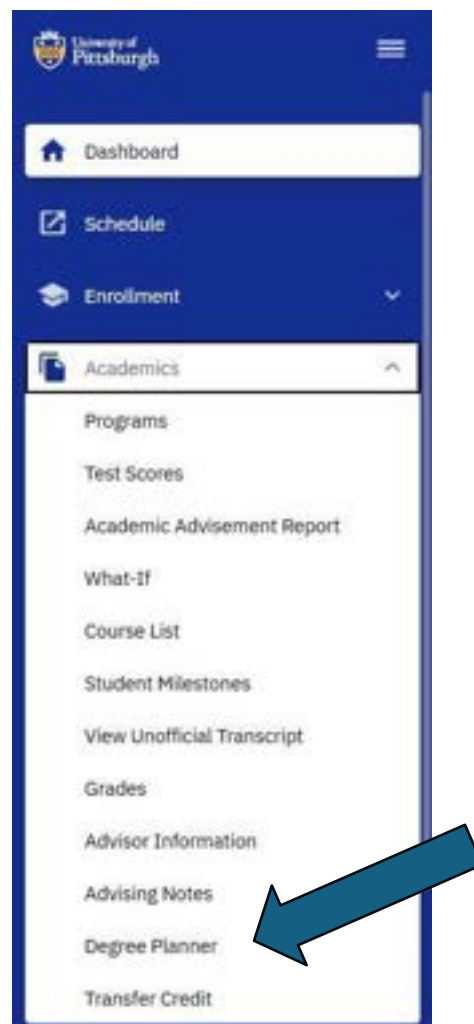 University of
Pittsburgh
Dashboard
Schedule
Enrollment
Academics
Programs
Test Scores
Academic Advisement Report
What-If
Course List
Student Milestones
View Unofficial Transcript
Grades
Advisor Information
Advising Notes
Degree Planner
Transfer Credit